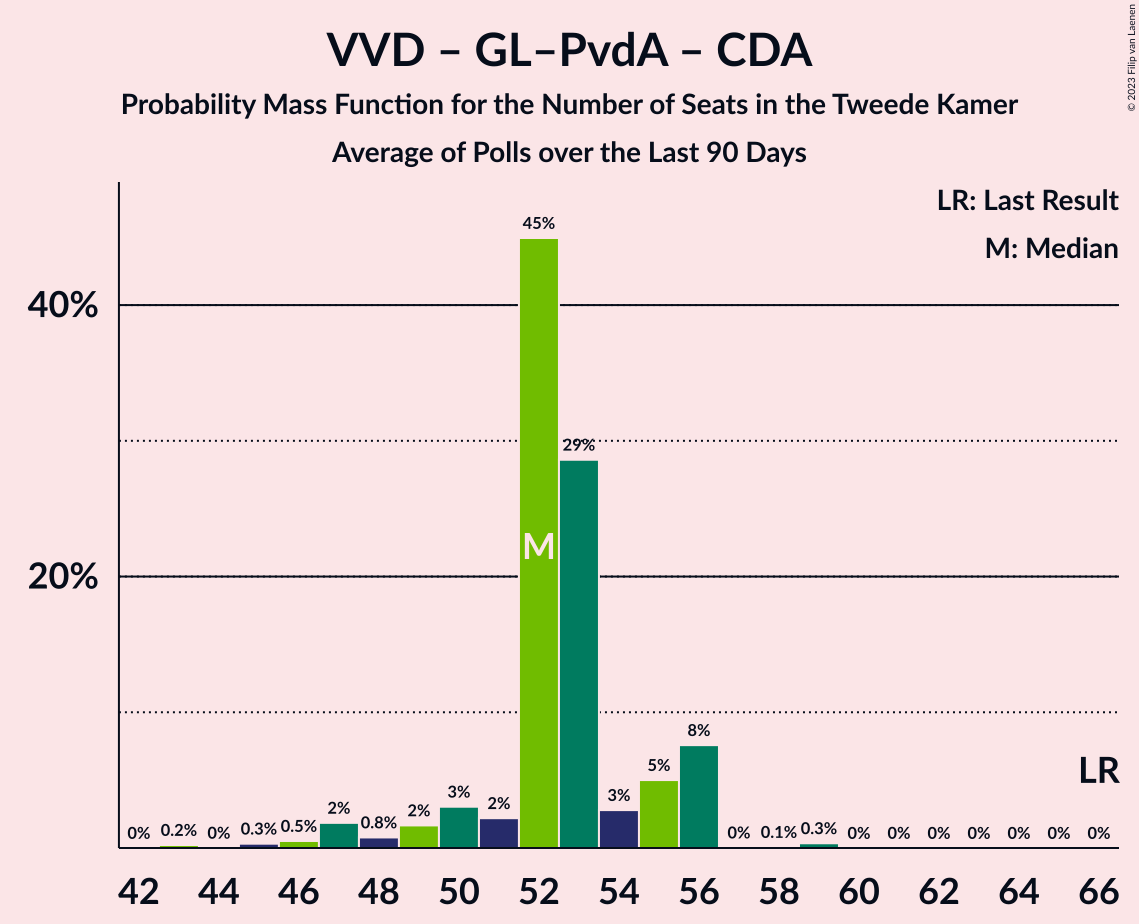 VVD – GL–PvdA – CDA
Probability Mass Function for the Number of Seats in the Tweede Kamer
Average of Polls over the Last 90 Days
© 2023 Filip van Laenen
LR: Last Result
M: Median
45%
40%
29%
M
20%
8%
LR
5%
3%
3%
2%
2%
2%
0% 0.2% 0% 0.3% 0.5% 0.8% 0% 0.1% 0.3% 0% 0% 0% 0% 0% 0% 0%
42 44 46 48 50 52 54 56 58 60 62 64 66